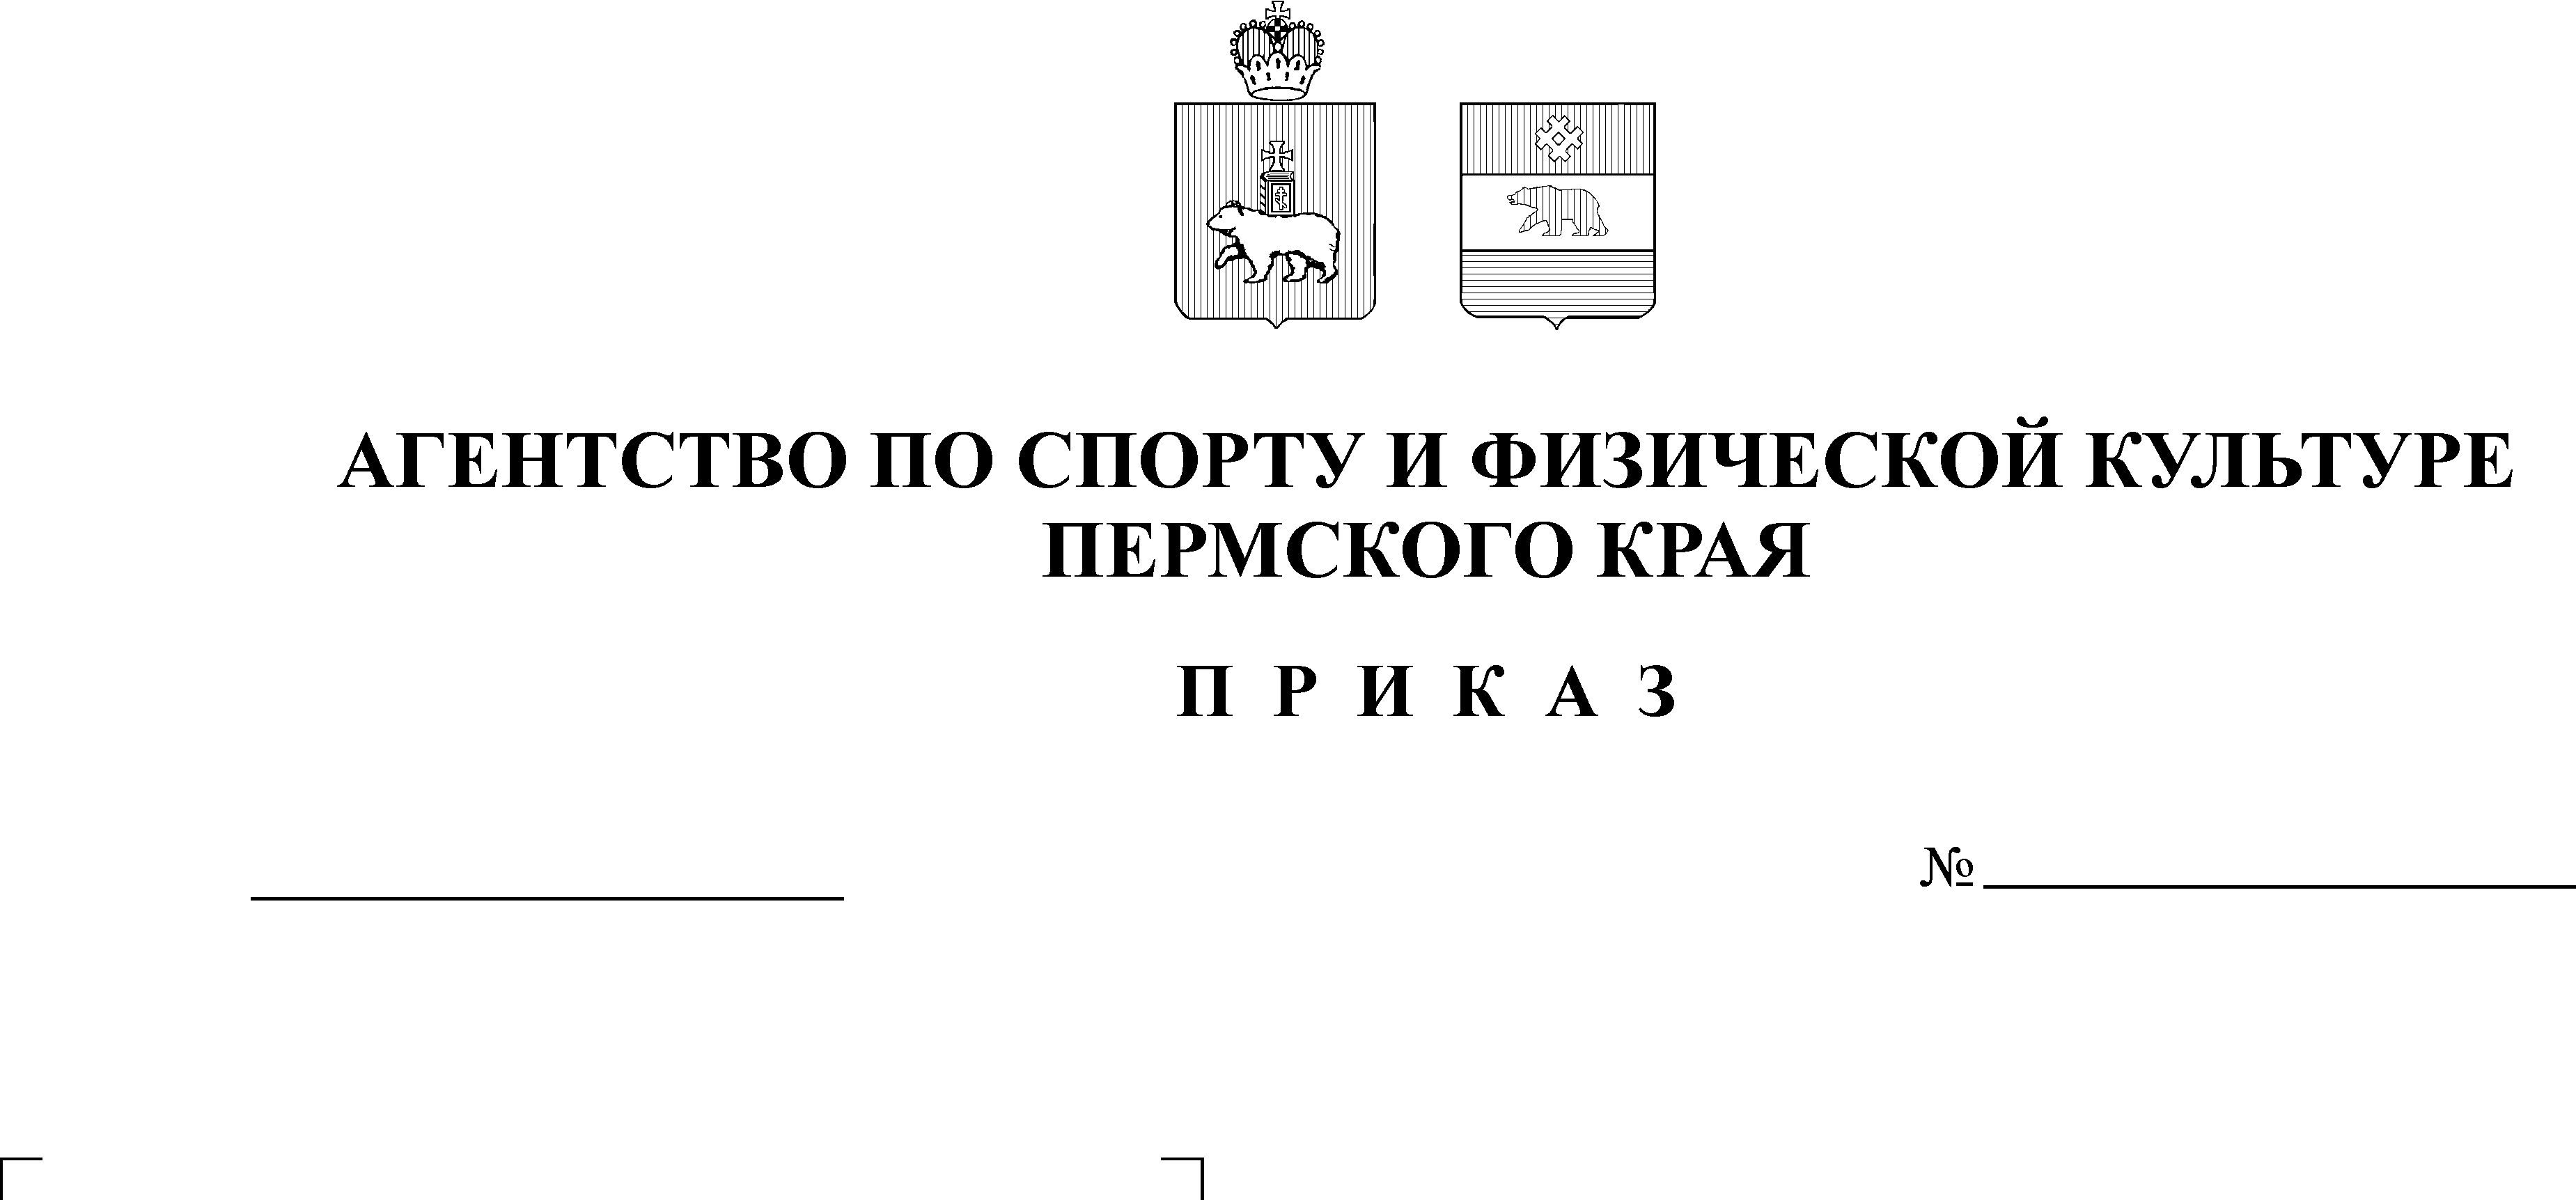 АГЕНТСТВО ПО СПОРТУ И ФИЗИЧЕСКОЙ КУЛЬТУРЕ
ПЕРМСКОГО КРАЯ
П Р И К А З
№